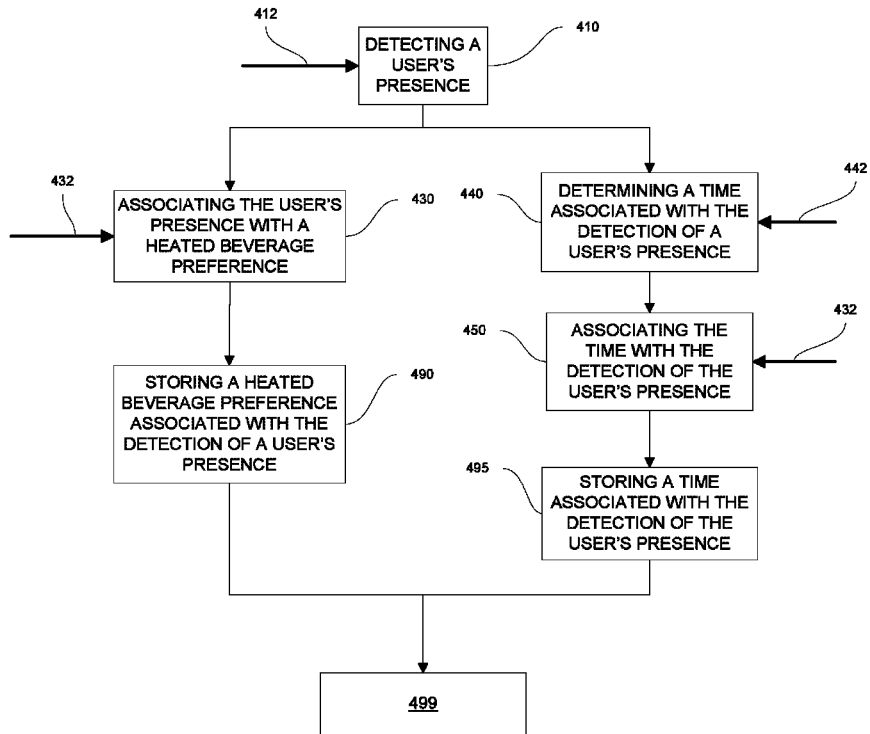 412
410
DETECTING A
USER'S
PRESENCE
432
ASSOCIATING THE USER'S
PRESENCE WITH A
HEATED BEVERAGE
PREFERENCE
430
440
DETERMINING A TIME
ASSOCIATED WITH THE
DETECTION OF A
USER'S PRESENCE
442
450
ASSOCIATING THE
TIME WITH THE
DETECTION OF THE
USER'S PRESENCE
432
STORING A HEATED
BEVERAGE PREFERENCE
ASSOCIATED WITH THE
DETECTION OF A USER'S
PRESENCE
490
495
STORING A TIME
ASSOCIATED WITH THE
DETECTION OF THE
USER'S PRESENCE
499